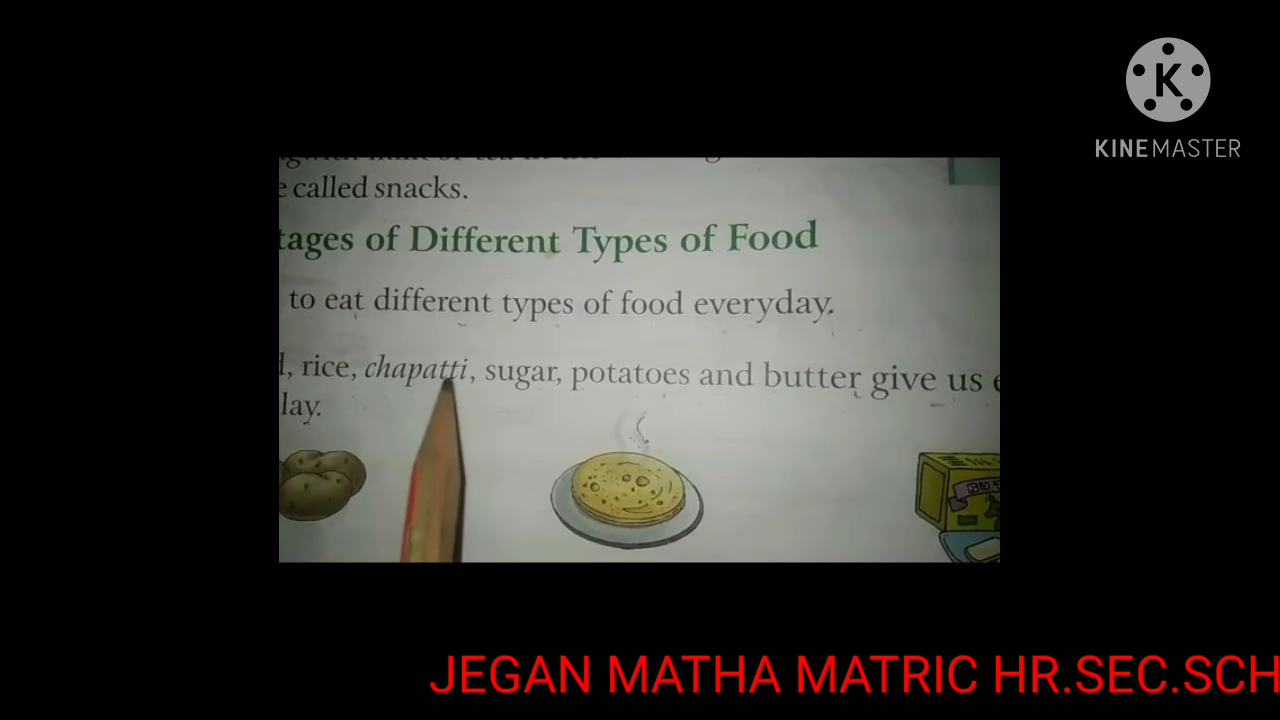 KINEMASTER
e called snacks.
tages of Different Types of Food
to eat different types of food everyday.
, rice, chapatti, sugar, potatoes and butter give us e
lay.
JEGAN MATHA MATRIC HR.SEC.SCH